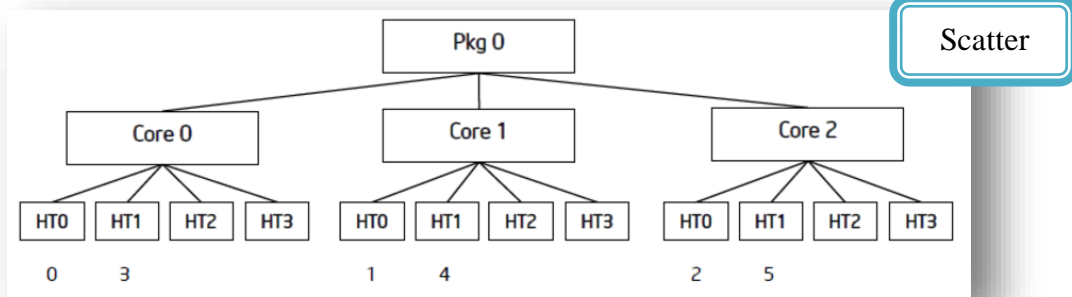 Scatter
Pkg 0
Core 0 Core 1 Core 2
HT0 HT1 HT2 HT3 HT0 HT1 HT2 HT3 HT0 HT1 HT2 HT3
0 3 1 4 2 5